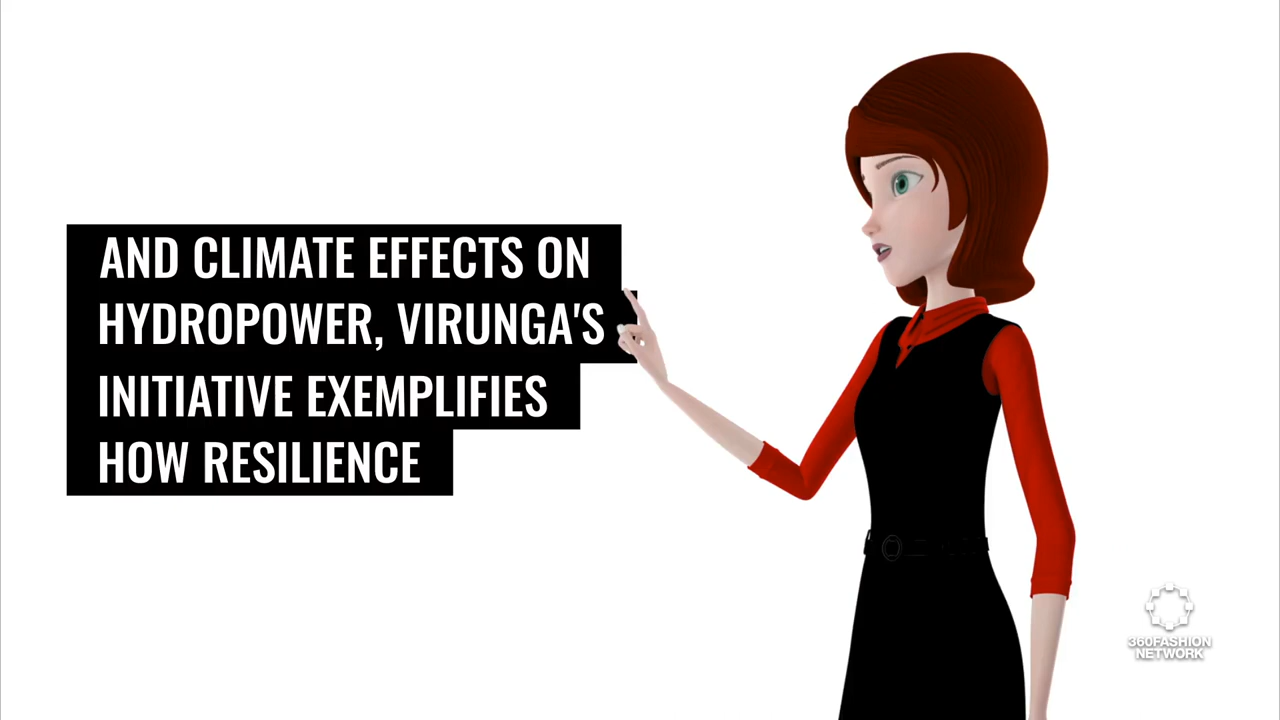 AND CLIMATE EFFECTS ON
HYDROPOWER, VIRUNGA'S
INITIATIVE EXEMPLIFIES
HOW RESILIENCE
360FASHION
NETWORK